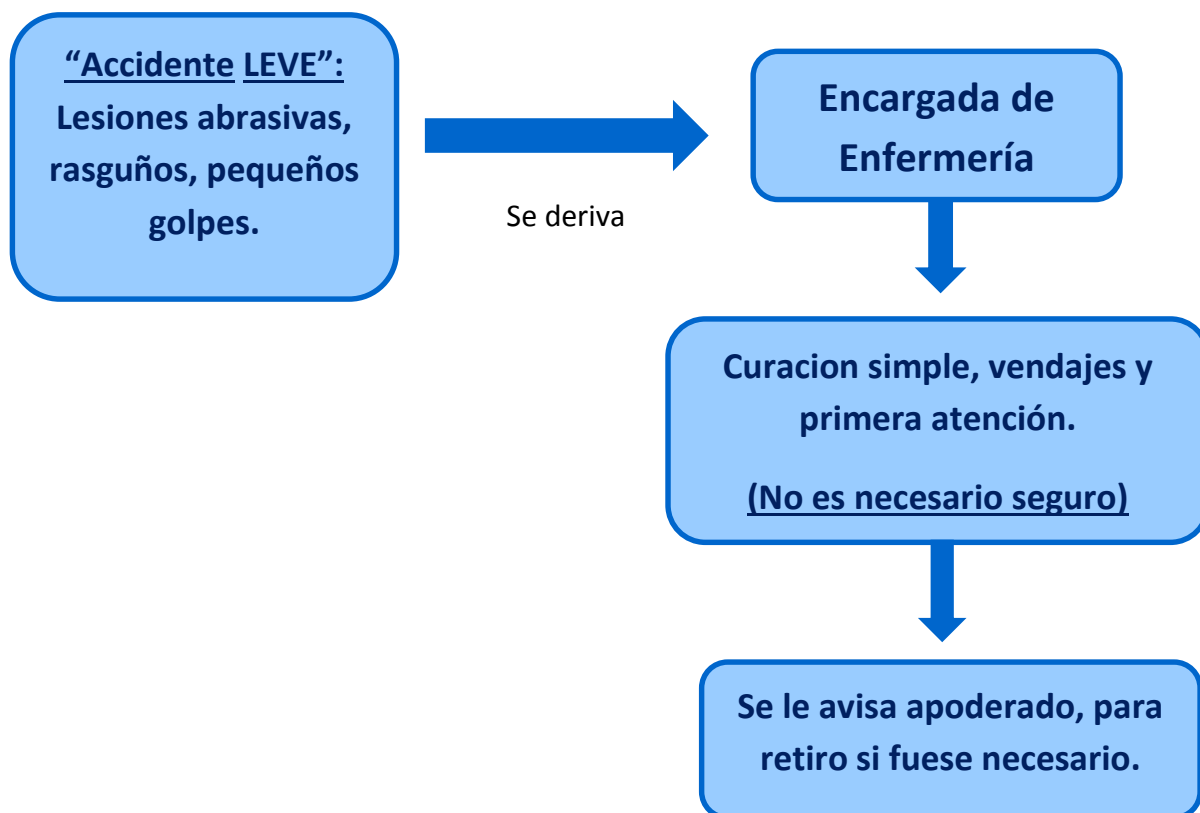 “Accidente LEVE”:
Lesiones abrasivas,
rasguños, pequeños
golpes.
Se deriva
Encargada de
Enfermería
Curacion simple, vendajes y
primera atención.
(No es necesario seguro)
Se le avisa apoderado, para
retiro si fuese necesario.